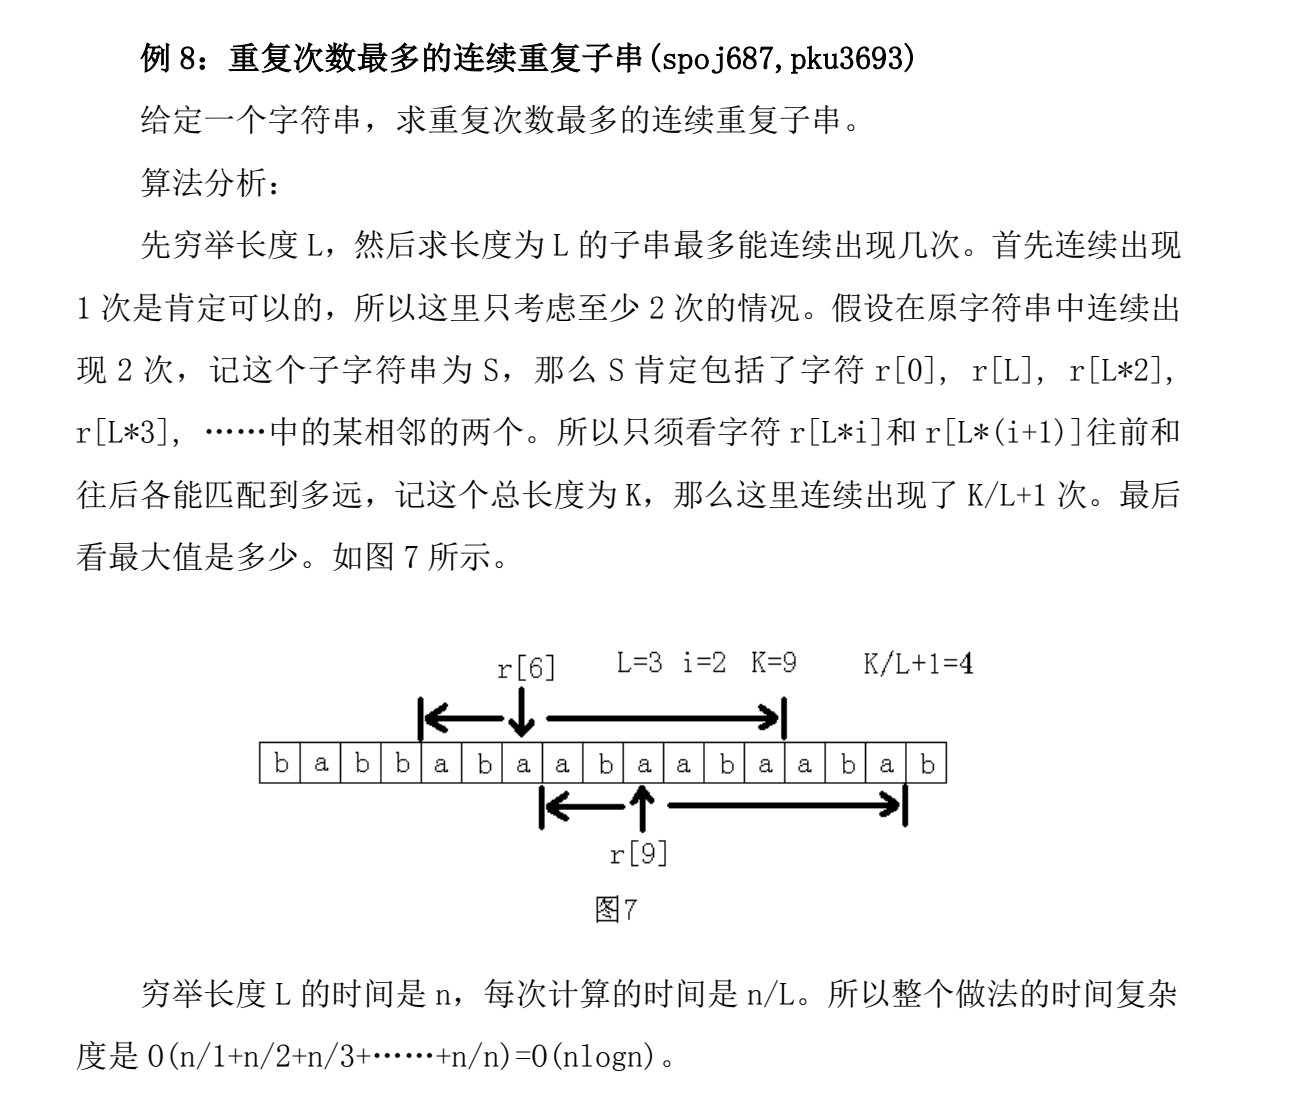 例 8：重复次数最多的连续重复子串(spoj687,pku3693)
给定一个字符串，求重复次数最多的连续重复子串。
算法分析：
先穷举长度 L，然后求长度为 L 的子串最多能连续出现几次。首先连续出现
1 次是肯定可以的，所以这里只考虑至少 2 次的情况。假设在原字符串中连续出
现 2 次，记这个子字符串为 S，那么 S 肯定包括了字符 r[0], r[L], r[L*2],
r[L*3], ……中的某相邻的两个。所以只须看字符 r[L*i]和 r[L*(i+1)]往前和
往后各能匹配到多远，记这个总长度为 K，那么这里连续出现了 K/L+1 次。最后
看最大值是多少。如图 7 所示。
r[6] L=3 i=2 K=9 K/L+1=4
b a b b a b a a b a a b a a b a b
r[9]
图7
穷举长度 L 的时间是 n，每次计算的时间是 n/L。所以整个做法的时间复杂
度是 O(n/1+n/2+n/3+……+n/n)=O(nlogn)。